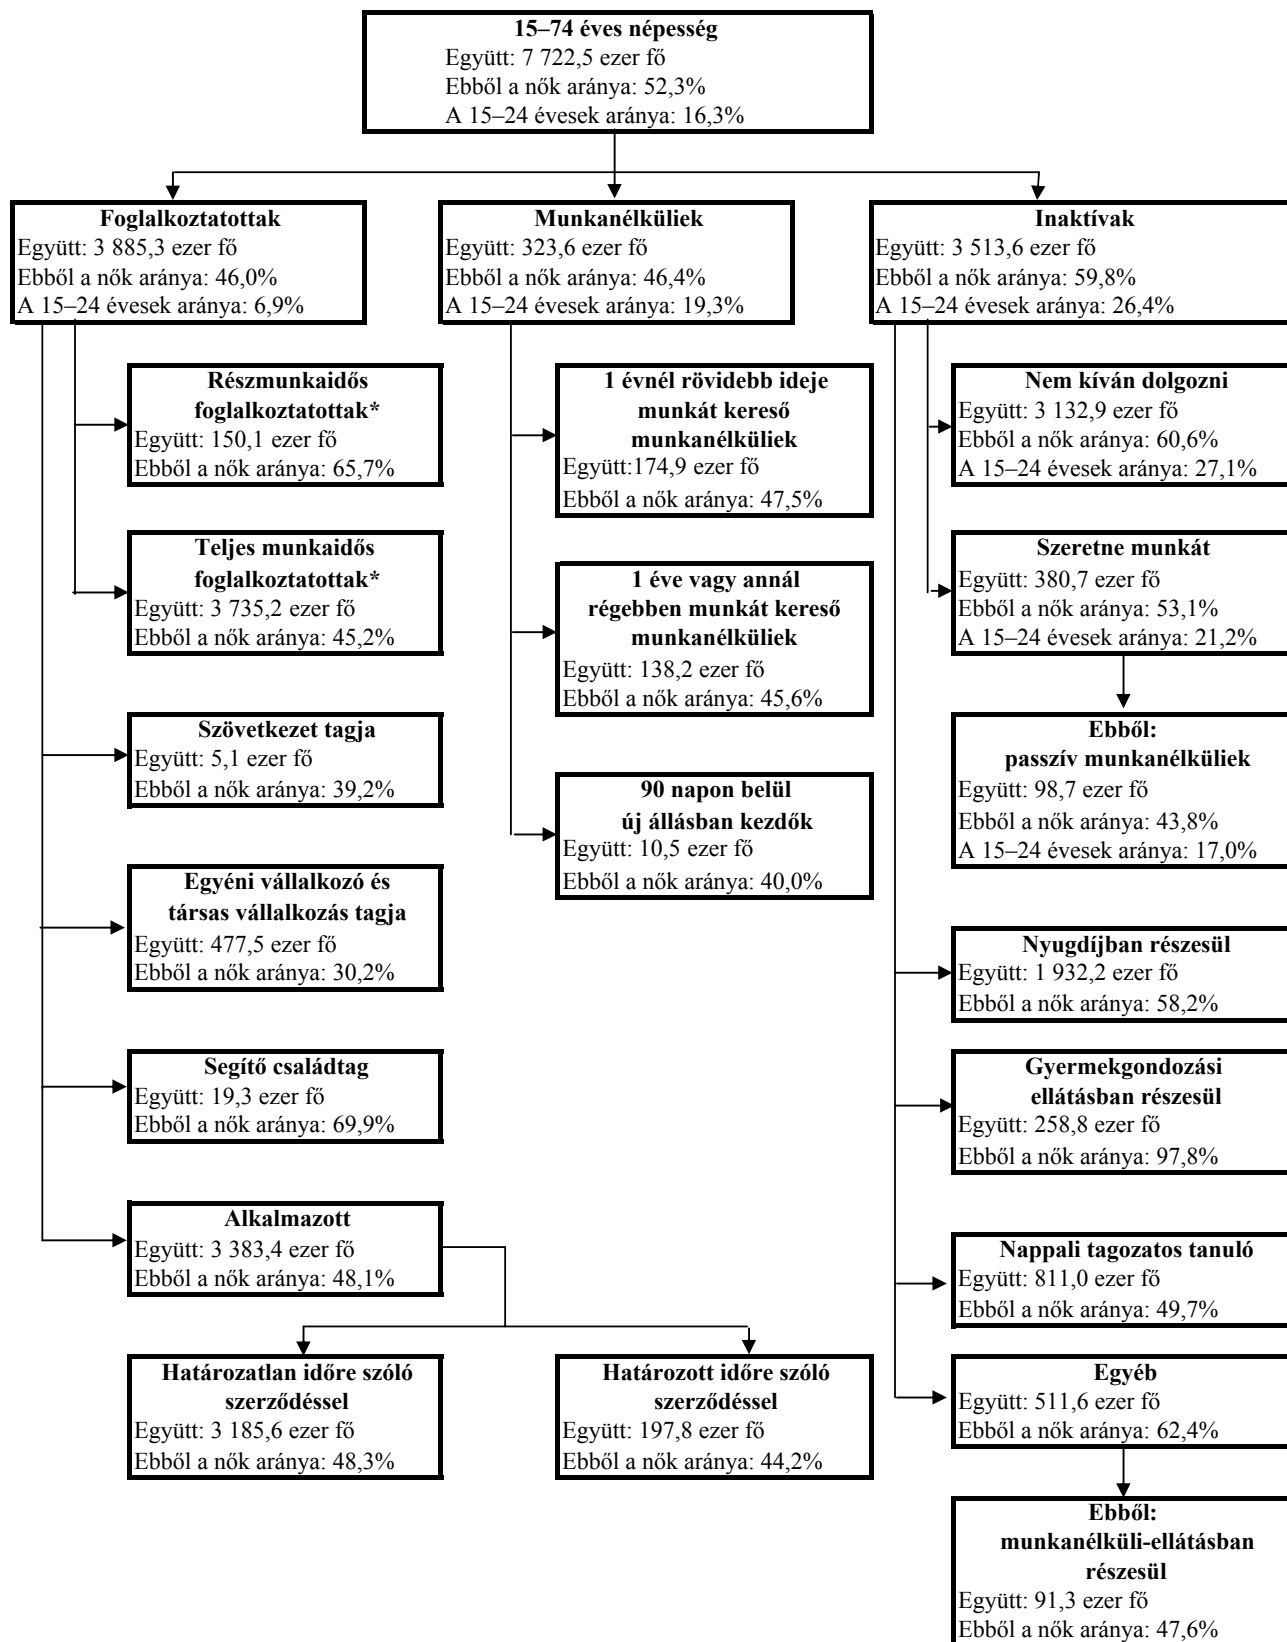 15–74 éves népesség
Együtt: 7 722,5 ezer fő
Ebből a nők aránya: 52,3%
A 15–24 évesek aránya: 16,3%
Foglalkoztatottak
Együtt: 3 885,3 ezer fő
Ebből a nők aránya: 46,0%
A 15–24 évesek aránya: 6,9%
Munkanélküliek
Együtt: 323,6 ezer fő
Ebből a nők aránya: 46,4%
A 15–24 évesek aránya: 19,3%
Inaktívak
Együtt: 3 513,6 ezer fő
Ebből a nők aránya: 59,8%
A 15–24 évesek aránya: 26,4%
Részmunkaidős
foglalkoztatottak*
Együtt: 150,1 ezer fő
Ebből a nők aránya: 65,7%
Teljes munkaidős
foglalkoztatottak*
Együtt: 3 735,2 ezer fő
Ebből a nők aránya: 45,2%
Szövetkezet tagja
Együtt: 5,1 ezer fő
Ebből a nők aránya: 39,2%
Egyéni vállalkozó és
társas vállalkozás tagja
Együtt: 477,5 ezer fő
Ebből a nők aránya: 30,2%
Segítő családtag
Együtt: 19,3 ezer fő
Ebből a nők aránya: 69,9%
Alkalmazott
Együtt: 3 383,4 ezer fő
Ebből a nők aránya: 48,1%
Határozatlan időre szóló
szerződéssel
Együtt: 3 185,6 ezer fő
Ebből a nők aránya: 48,3%
Határozott időre szóló
szerződéssel
Együtt: 197,8 ezer fő
Ebből a nők aránya: 44,2%
1 évnél rövidebb ideje
munkát kereső
munkanélküliek
Együtt:174,9 ezer fő
Ebből a nők aránya: 47,5%
1 éve vagy annál
régebben munkát kereső
munkanélküliek
Együtt: 138,2 ezer fő
Ebből a nők aránya: 45,6%
90 napon belül
új állásban kezdők
Együtt: 10,5 ezer fő
Ebből a nők aránya: 40,0%
Nem kíván dolgozni
Együtt: 3 132,9 ezer fő
Ebből a nők aránya: 60,6%
A 15–24 évesek aránya: 27,1%
Szeretne munkát
Együtt: 380,7 ezer fő
Ebből a nők aránya: 53,1%
A 15–24 évesek aránya: 21,2%
Ebből:
passzív munkanélküliek
Együtt: 98,7 ezer fő
Ebből a nők aránya: 43,8%
A 15–24 évesek aránya: 17,0%
Nyugdíjban részesül
Együtt: 1 932,2 ezer fő
Ebből a nők aránya: 58,2%
Gyermekgondozási
ellátásban részesül
Együtt: 258,8 ezer fő
Ebből a nők aránya: 97,8%
Nappali tagozatos tanuló
Együtt: 811,0 ezer fő
Ebből a nők aránya: 49,7%
Egyéb
Együtt: 511,6 ezer fő
Ebből a nők aránya: 62,4%
Ebből:
munkanélküli-ellátásban
részesül
Együtt: 91,3 ezer fő
Ebből a nők aránya: 47,6%